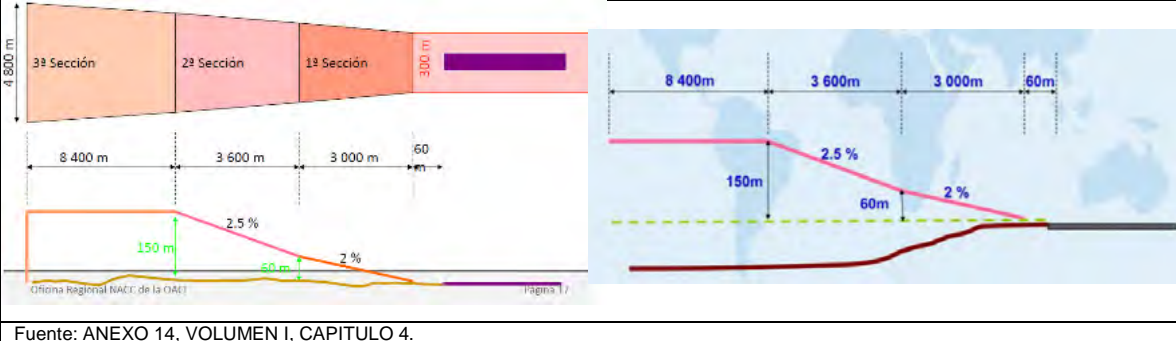 4 800 m
3ª Sección
2ª Sección
1ª Sección
300 m
8 400 m
3 600 m
3 000 m
60
m
2.5 %
2 %
150 m
60 m
Oficina Regional NACC de la OACI
Página 17
8 400m
3 600m
3 000m
60m
2.5 %
2 %
150m
60m
Fuente: ANEXO 14, VOLUMEN I, CAPITULO 4.